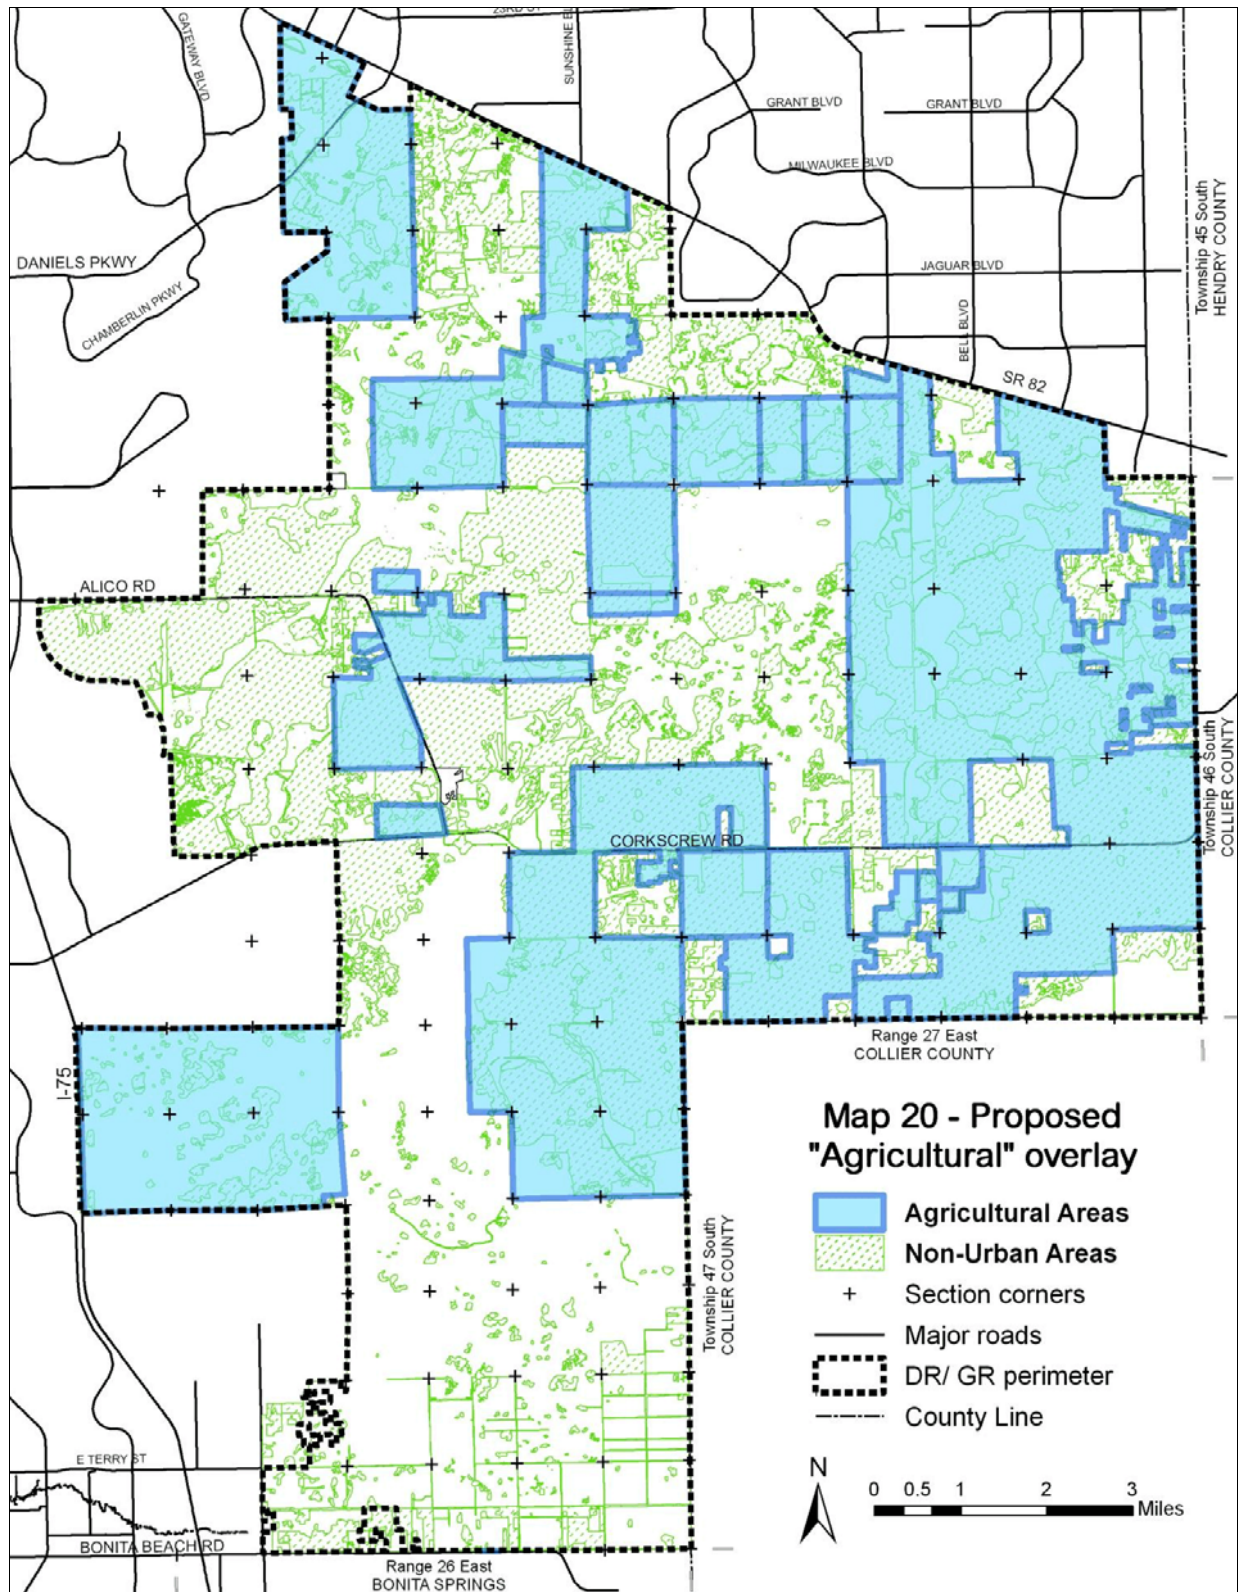 23RD ST
GATEWAY BLVD
SUNSHINE BL
GRANT BLVD
GRANT BLVD
MILWAUKEE BLVD
Township 45 South
HENDRY COUNTY
DANIELS PKWY
JAGUAR BLVD
CHAMBERLIN PKWY
BELL BLVD
SR 82
ALICO RD
Township 46 South
COLLIER COUNTY
CORKSCREW RD
Range 27 East
COLLIER COUNTY
I-75
Map 20 - Proposed
"Agricultural" overlay
Agricultural Areas
Non-Urban Areas
Section corners
Major roads
DR/ GR perimeter
County Line
Township 47 South
COLLIER COUNTY
E TERRY ST
N
0 0.5 1 2 3
Miles
BONITA BEACH RD
Range 26 East
BONITA SPRINGS